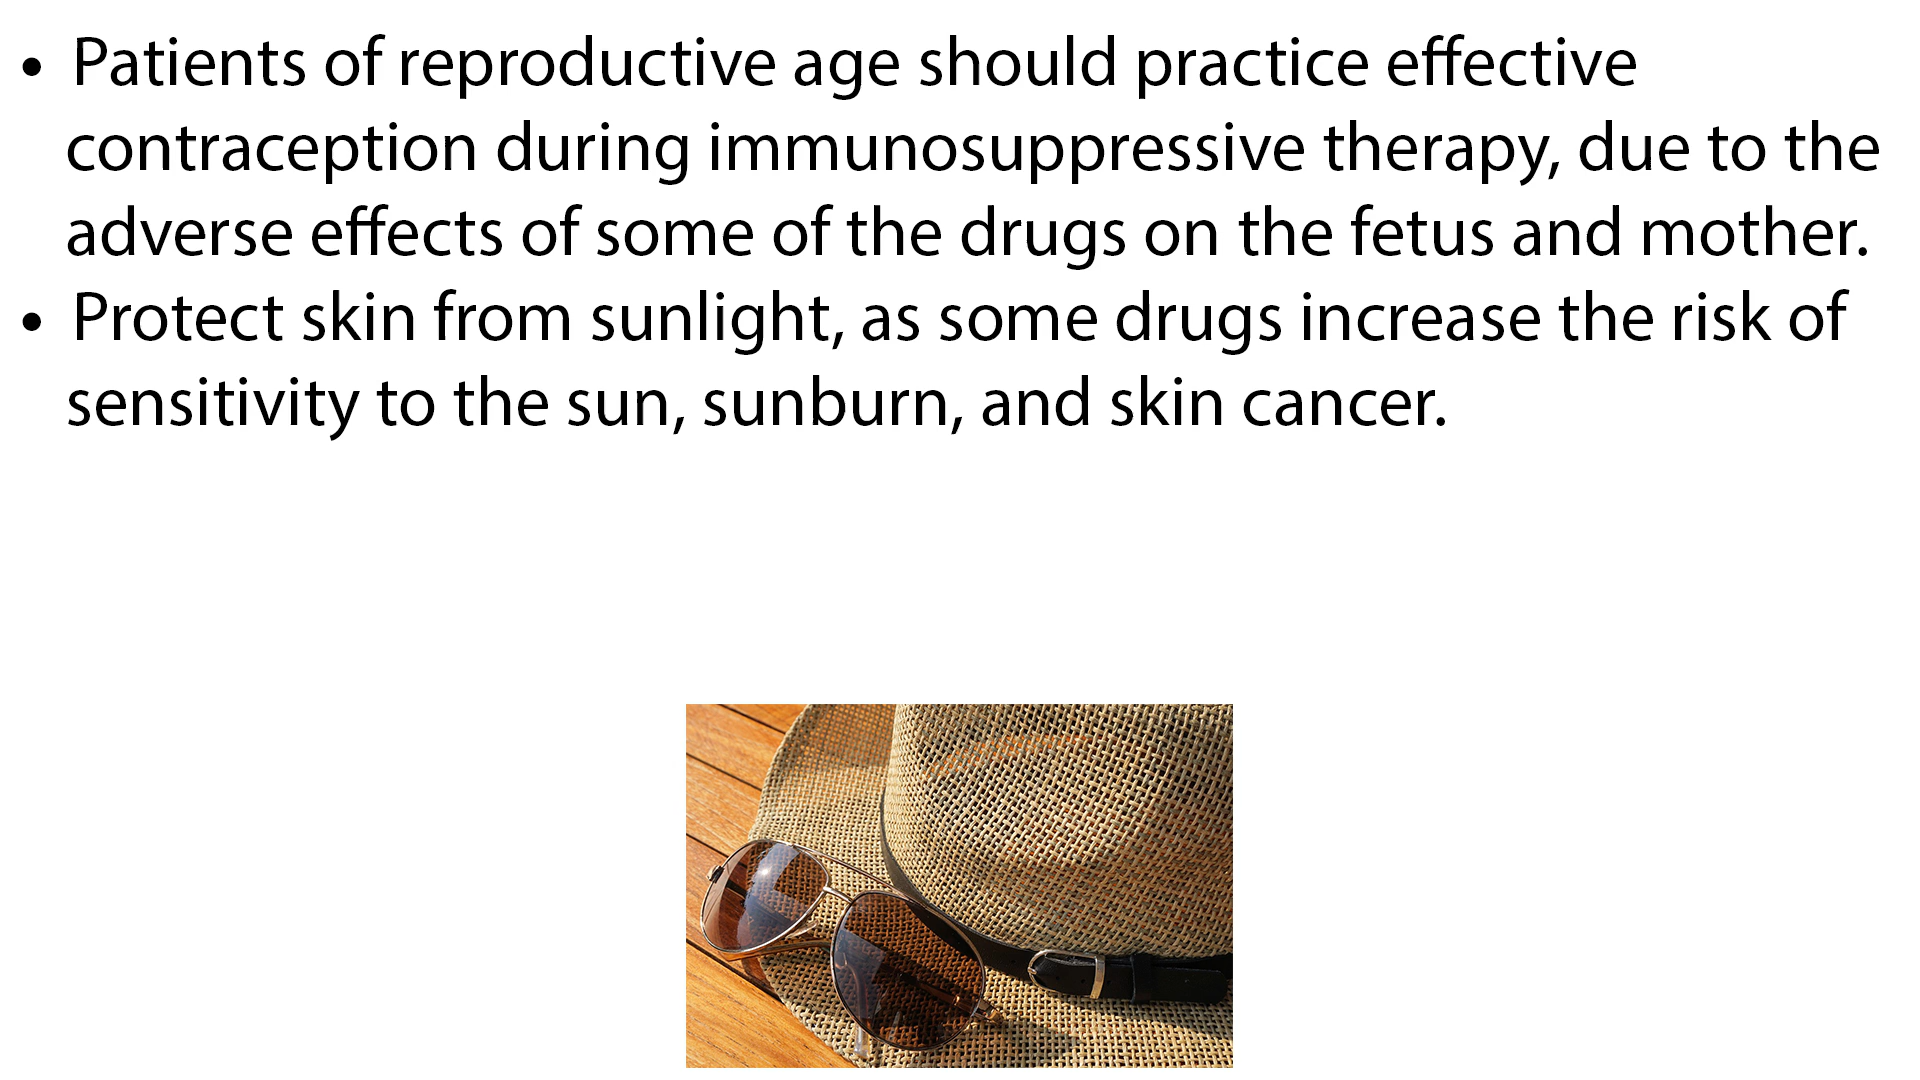 • Patients of reproductive age should practice effective
contraception during immunosuppressive therapy, due to the
adverse effects of some of the drugs on the fetus and mother.
• Protect skin from sunlight, as some drugs increase the risk of
sensitivity to the sun, sunburn, and skin cancer.